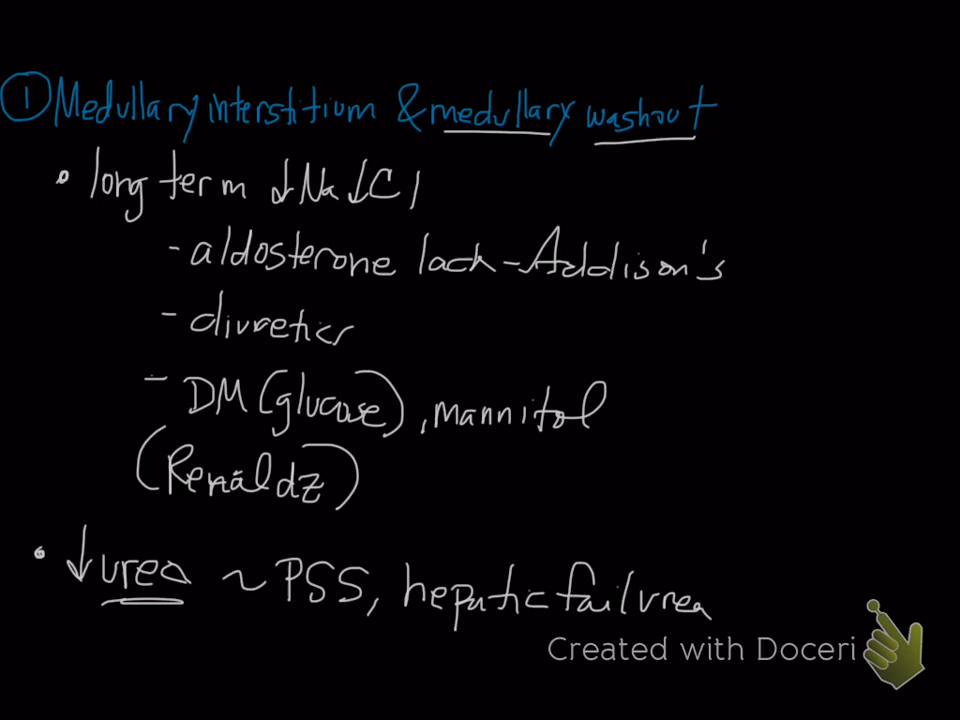 ① Medullary interstitium & medullary washout
• long term ↓Na ↓Cl
- aldosterone lack - Addison's
- diuretics
- DM (glucose), mannitol
(Renal dz)
• ↓urea ~ PSS, hepatic failurea
Created with Doceri